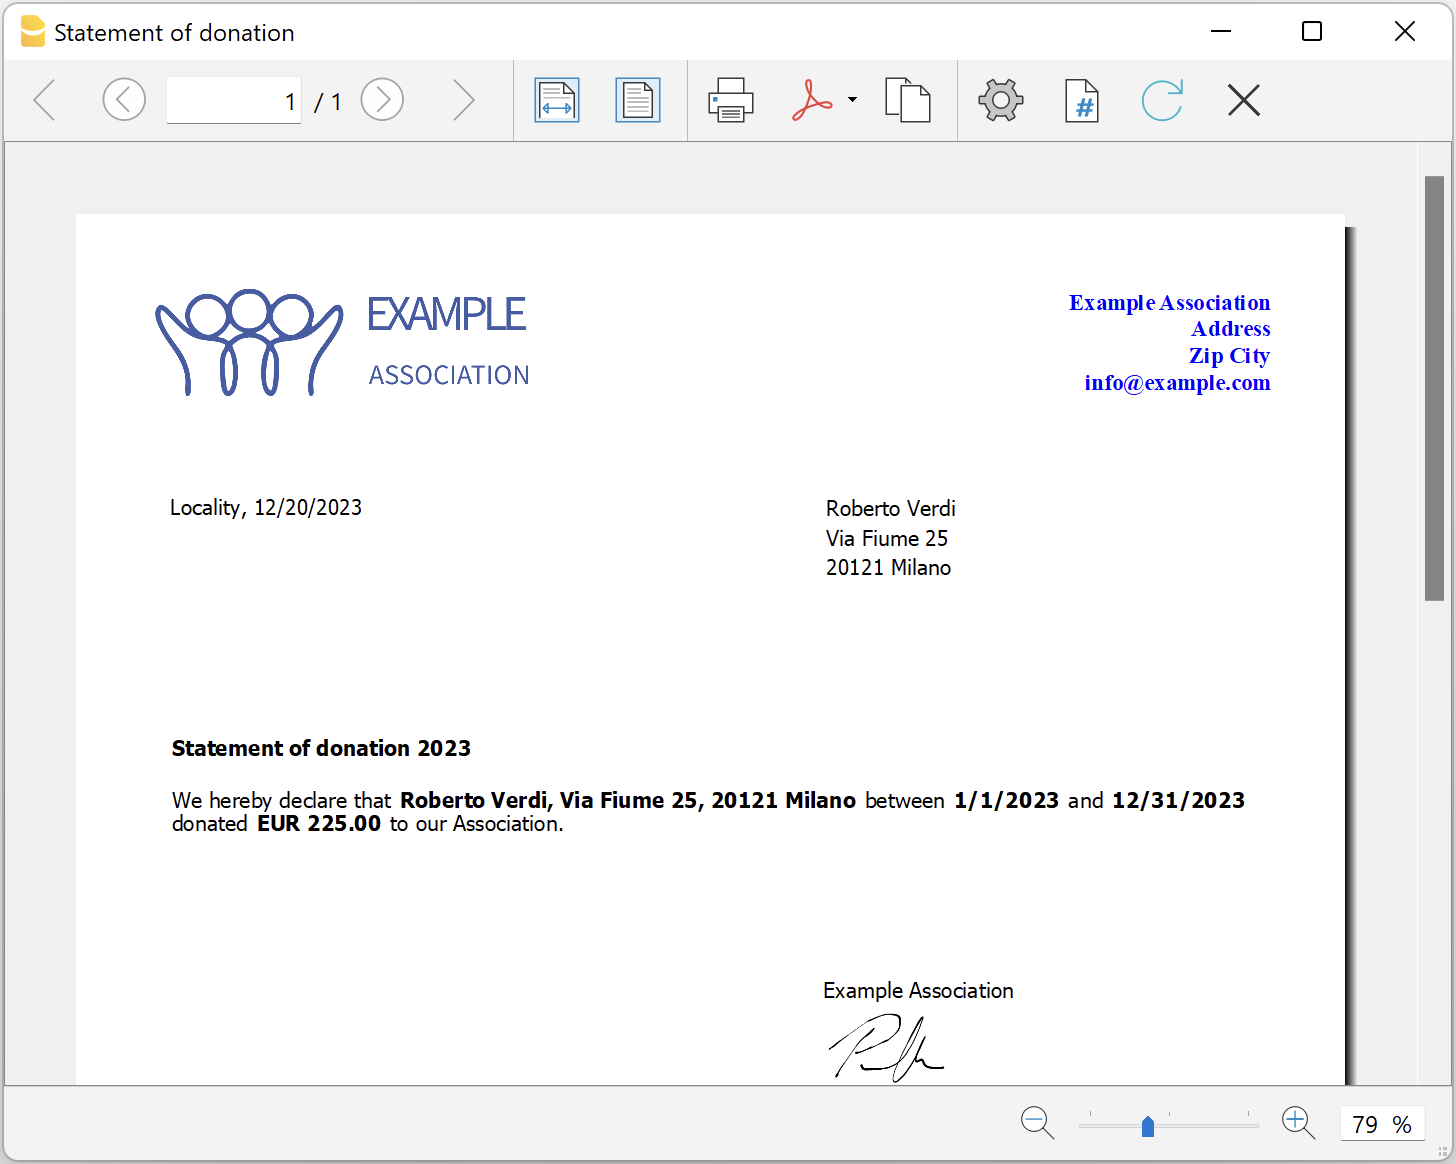 Statement of donation
1 / 1
#
EXAMPLE
ASSOCIATION
Example Association
Address
Zip City
info@example.com
Locality, 12/20/2023
Roberto Verdi
Via Fiume 25
20121 Milano
Statement of donation 2023
We hereby declare that Roberto Verdi, Via Fiume 25, 20121 Milano between 1/1/2023 and 12/31/2023
donated EUR 225.00 to our Association.
Example Association
79 %